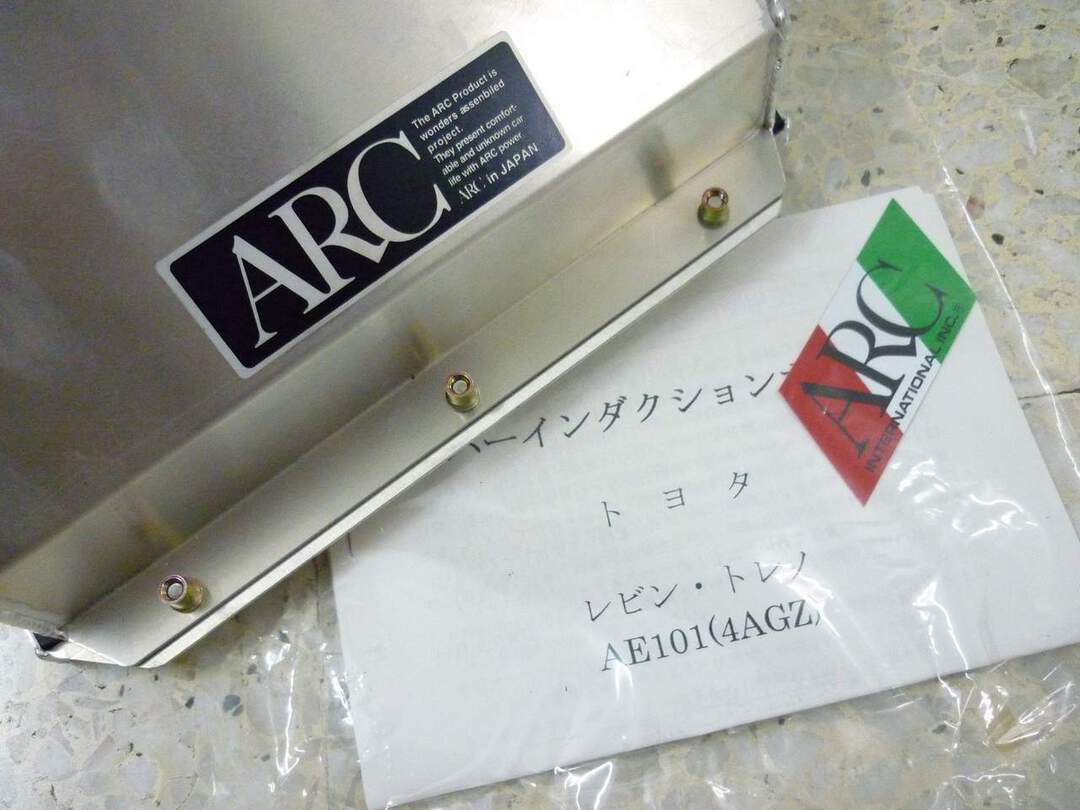 ARC
The ARC Product is
wonders assenbiled
project.
They present comfort-
able and unknown car
life with ARC power
ARC in JAPAN
ARC
INTERNATIONAL INC.
ーインダクション
トヨタ
レビン・トレノ
AE101(4AGZ)